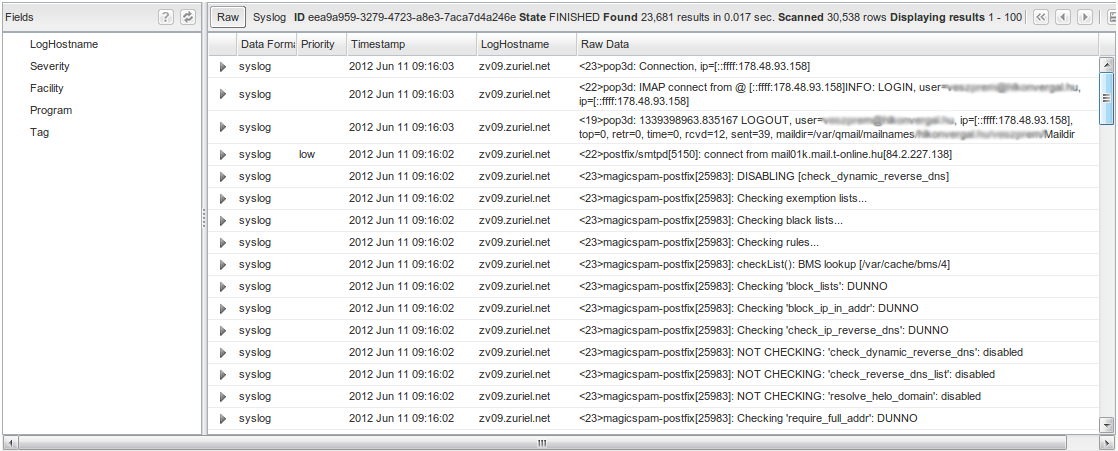 Fields
?
LogHostname
Severity
Facility
Program
Tag
Raw Syslog ID eea9a959-3279-4723-a8e3-7aca7d4a246e State FINISHED Found 23,681 results in 0.017 sec. Scanned 30,538 rows Displaying results 1 - 100
Data Forma Priority Timestamp LogHostname Raw Data
syslog 2012 Jun 11 09:16:03 zv09.zuriel.net <23>pop3d: Connection, ip=[::ffff:178.48.93.158]
syslog 2012 Jun 11 09:16:03 zv09.zuriel.net <22>pop3d: IMAP connect from @ [::ffff:178.48.93.158]INFO: LOGIN, user=
ip=[::ffff:178.48.93.158]
syslog 2012 Jun 11 09:16:03 zv09.zuriel.net <19>pop3d: 1339398963.835167 LOGOUT, user= , ip=[::ffff:178.48.93.158],
top=0, retr=0, time=0, rcvd=12, sent=39, maildir=/var/qmail/mailnames /Maildir
syslog low 2012 Jun 11 09:16:02 zv09.zuriel.net <22>postfix/smtpd[5150]: connect from mail01k.mail.t-online.hu[84.2.227.138]
syslog 2012 Jun 11 09:16:02 zv09.zuriel.net <23>magicspam-postfix[25983]: DISABLING [check_dynamic_reverse_dns]
syslog 2012 Jun 11 09:16:02 zv09.zuriel.net <23>magicspam-postfix[25983]: Checking exemption lists...
syslog 2012 Jun 11 09:16:02 zv09.zuriel.net <23>magicspam-postfix[25983]: Checking black lists...
syslog 2012 Jun 11 09:16:02 zv09.zuriel.net <23>magicspam-postfix[25983]: Checking rules...
syslog 2012 Jun 11 09:16:02 zv09.zuriel.net <23>magicspam-postfix[25983]: checkList(): BMS lookup [/var/cache/bms/4]
syslog 2012 Jun 11 09:16:02 zv09.zuriel.net <23>magicspam-postfix[25983]: Checking 'block_lists': DUNNO
syslog 2012 Jun 11 09:16:02 zv09.zuriel.net <23>magicspam-postfix[25983]: Checking 'block_ip_in_addr': DUNNO
syslog 2012 Jun 11 09:16:02 zv09.zuriel.net <23>magicspam-postfix[25983]: Checking 'check_ip_reverse_dns': DUNNO
syslog 2012 Jun 11 09:16:02 zv09.zuriel.net <23>magicspam-postfix[25983]: NOT CHECKING: 'check_dynamic_reverse_dns': disabled
syslog 2012 Jun 11 09:16:02 zv09.zuriel.net <23>magicspam-postfix[25983]: NOT CHECKING: 'check_reverse_dns_list': disabled
syslog 2012 Jun 11 09:16:02 zv09.zuriel.net <23>magicspam-postfix[25983]: NOT CHECKING: 'resolve_helo_domain': disabled
syslog 2012 Jun 11 09:16:02 zv09.zuriel.net <23>magicspam-postfix[25983]: Checking 'require_full_addr': DUNNO